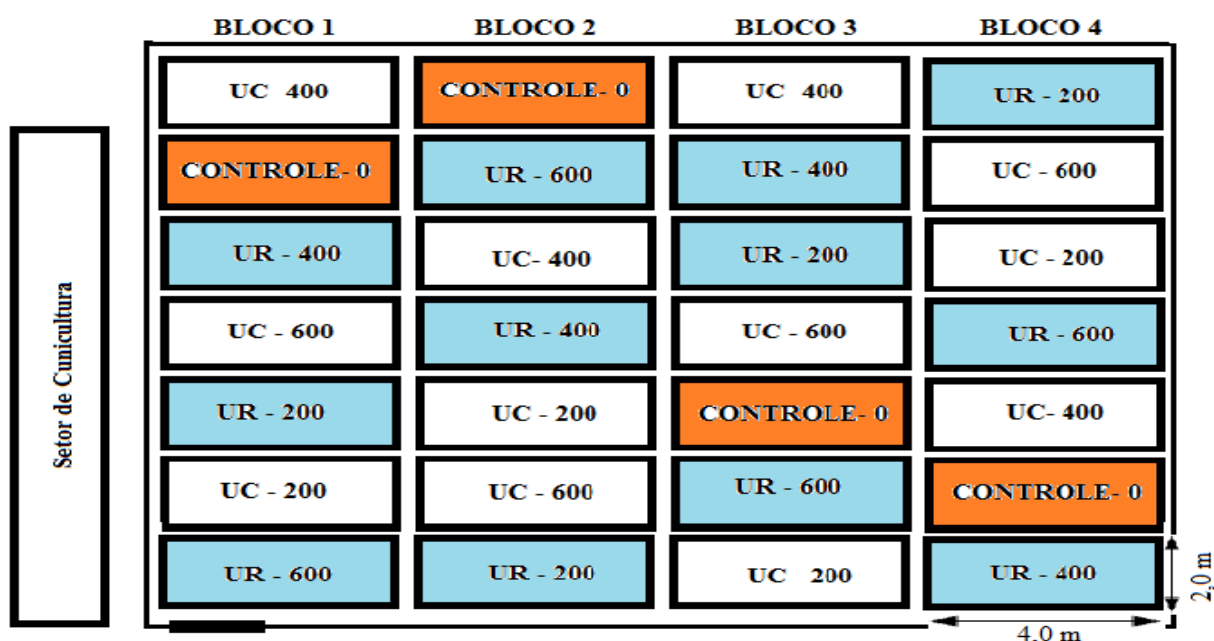 BLOCO 1 BLOCO 2 BLOCO 3 BLOCO 4
UC 400 CONTROLE- 0 UC 400 UR - 200
CONTROLE- 0 UR - 600 UR - 400 UC - 600
UR - 400 UC- 400 UR - 200 UC - 200
UC - 600 UR - 400 UC - 600 UR - 600
UR - 200 UC - 200 CONTROLE- 0 UC- 400
UC - 200 UC - 600 UR - 600 CONTROLE- 0
UR - 600 UR - 200 UC 200 UR - 400
Setor de Cunicultura
2,0 m
4,0 m